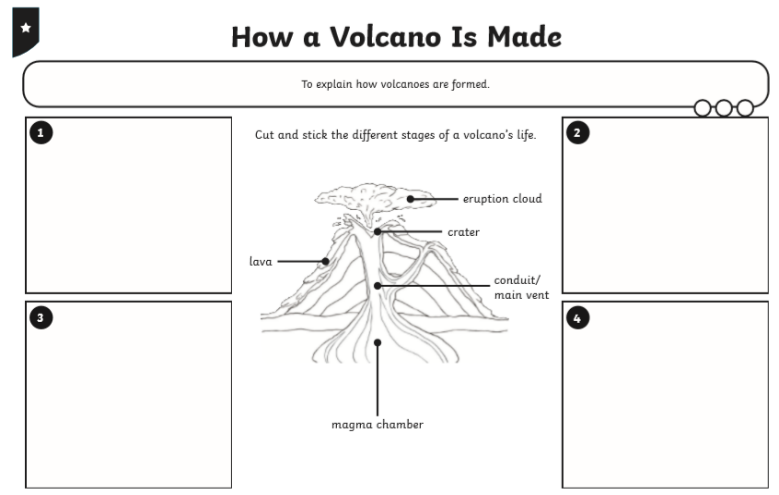 How a Volcano Is Made
To explain how volcanoes are formed.
1
Cut and stick the different stages of a volcano's life.
2
eruption cloud
crater
lava
conduit/
main vent
3
4
magma chamber